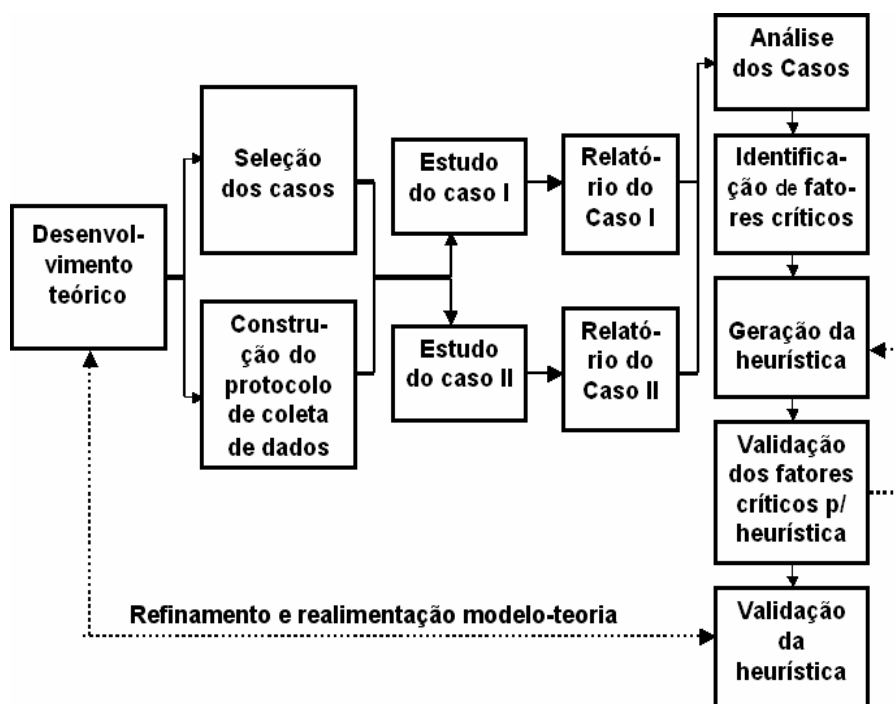 Desenvol-
vimento
teórico
Seleção
dos casos
Constru-
ção do
protocolo
de coleta
de dados
Estudo
do caso I
Estudo
do caso II
Relató-
rio do
Caso I
Relató-
rio do
Caso II
Análise
dos Casos
Identifica-
ção de fato-
res críticos
Geração da
heurística
Validação
dos fatores
críticos p/
heurística
Validação
da
heurística
Refinamento e realimentação modelo-teoria